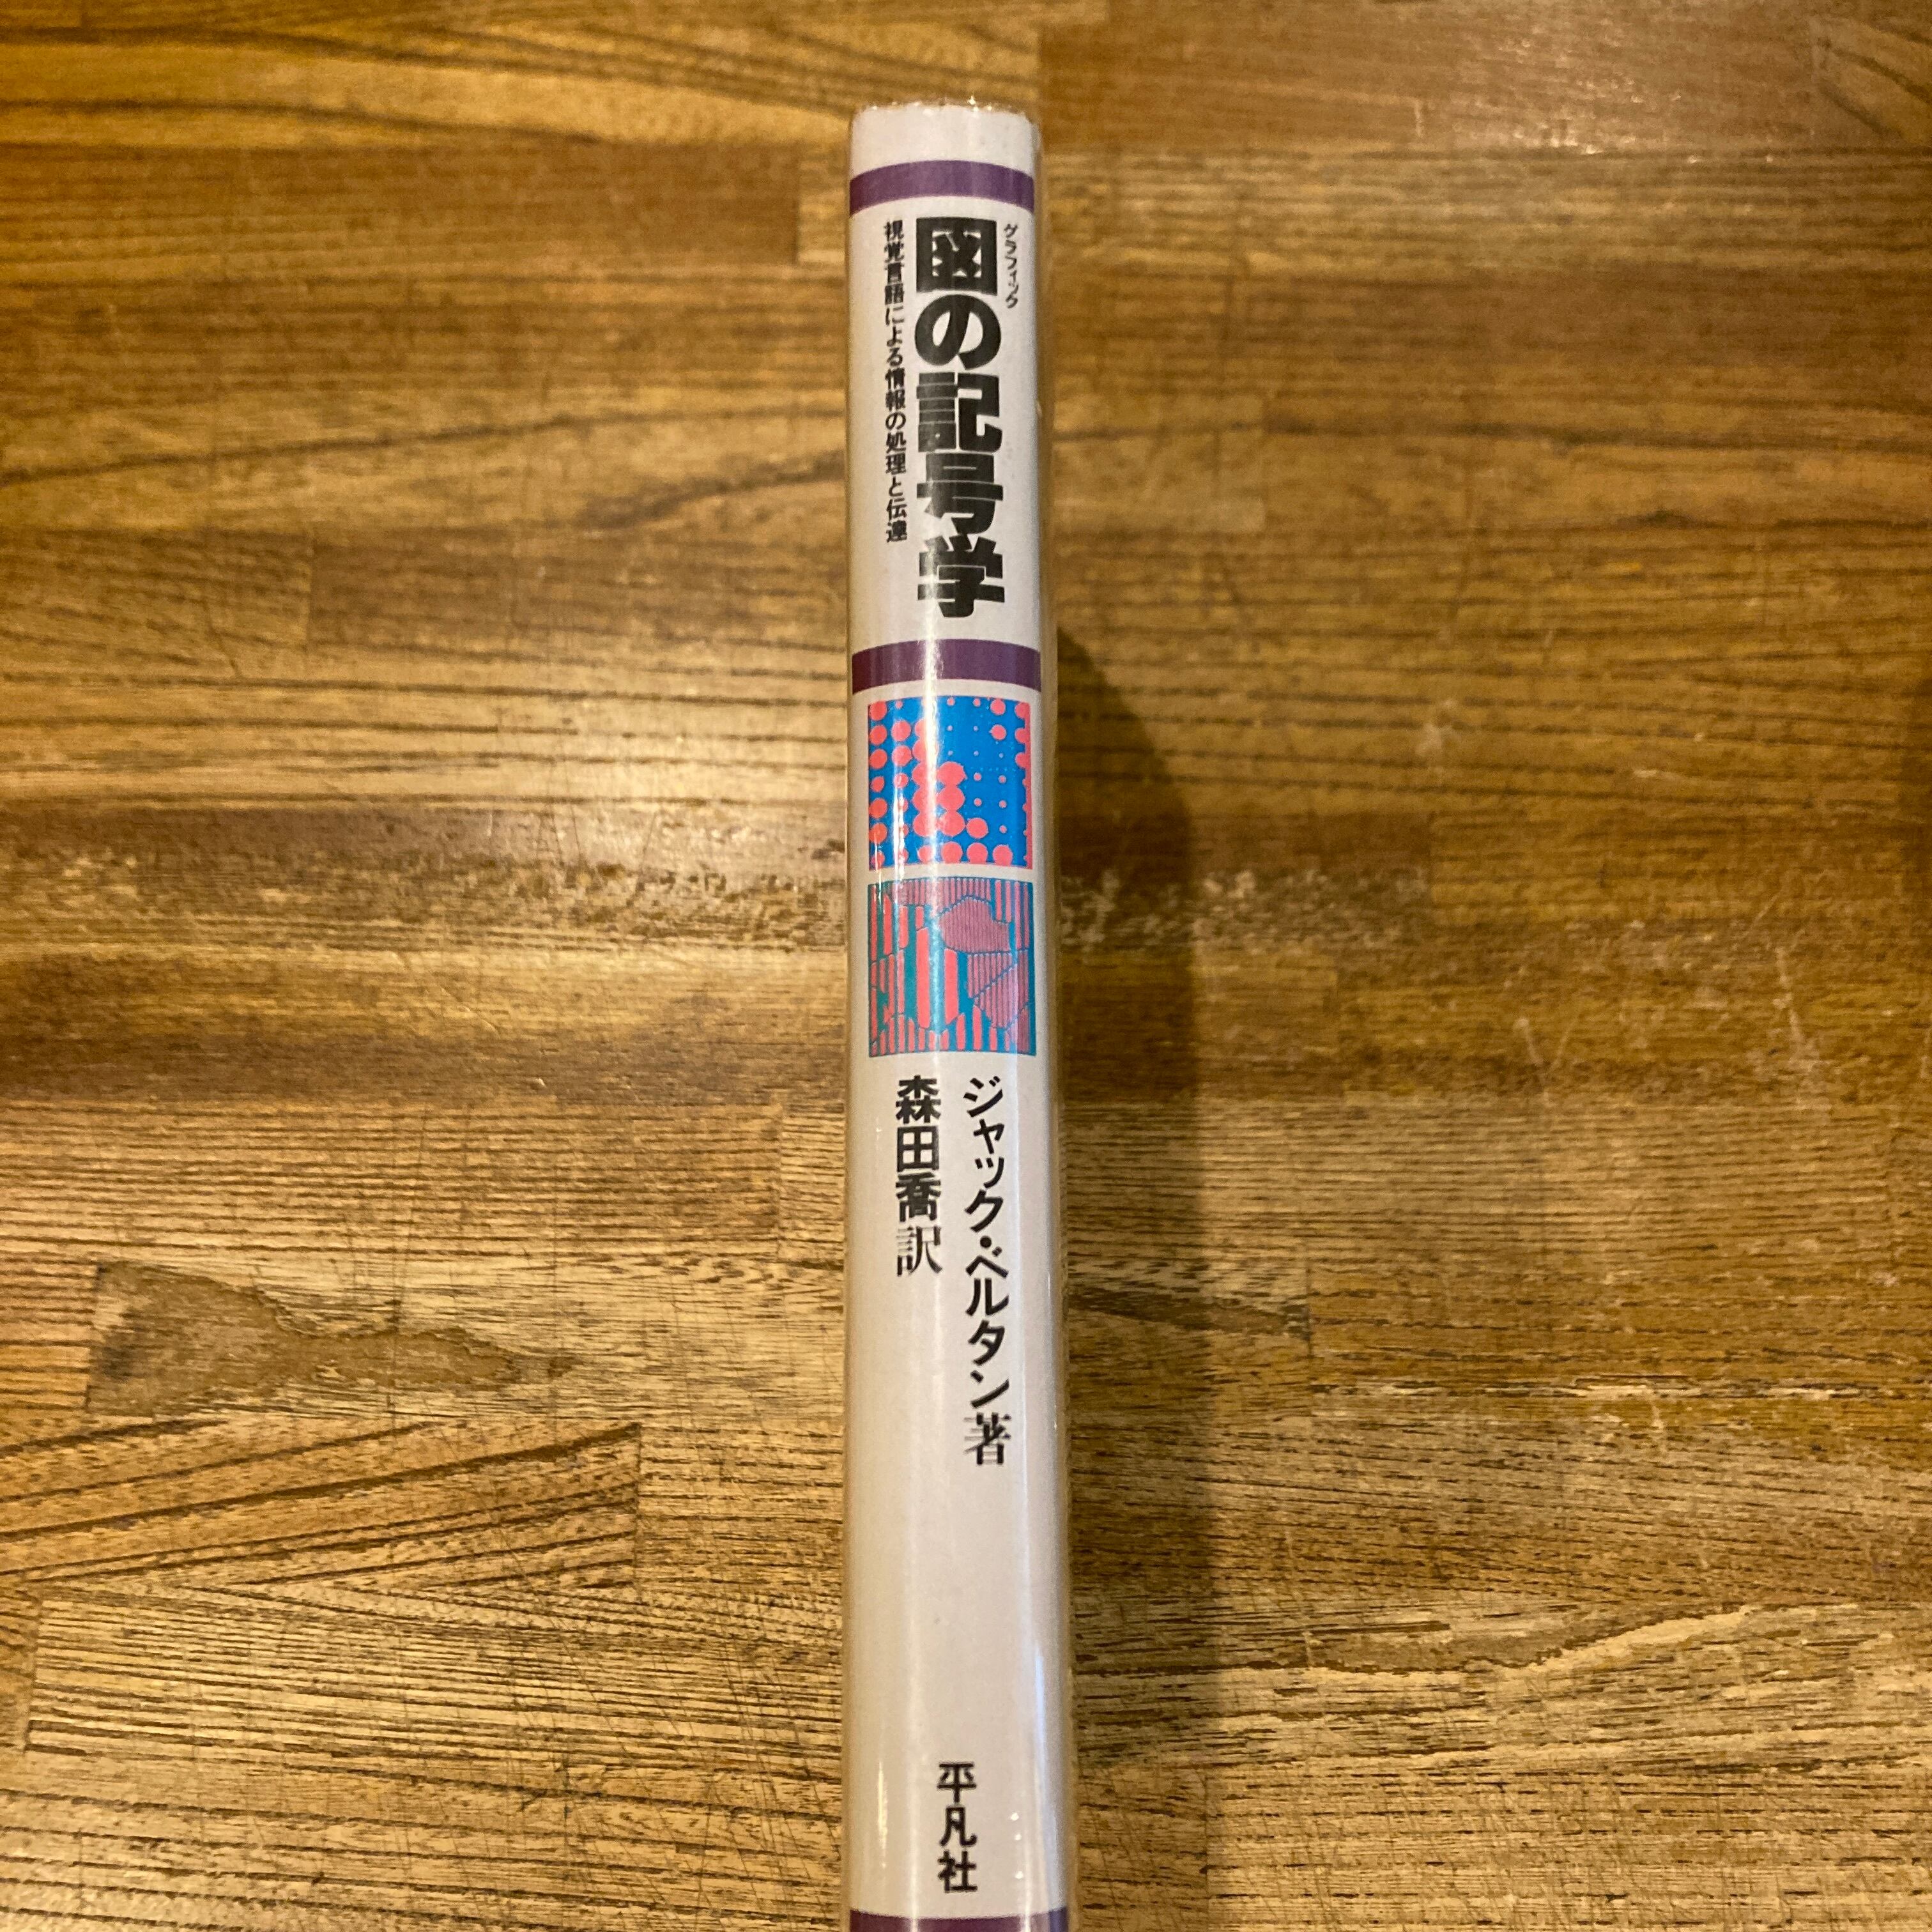 グラフィック
図の記号学
視覚言語による情報の処理と伝達
ジャック・ベルタン著
森田喬訳
平凡社